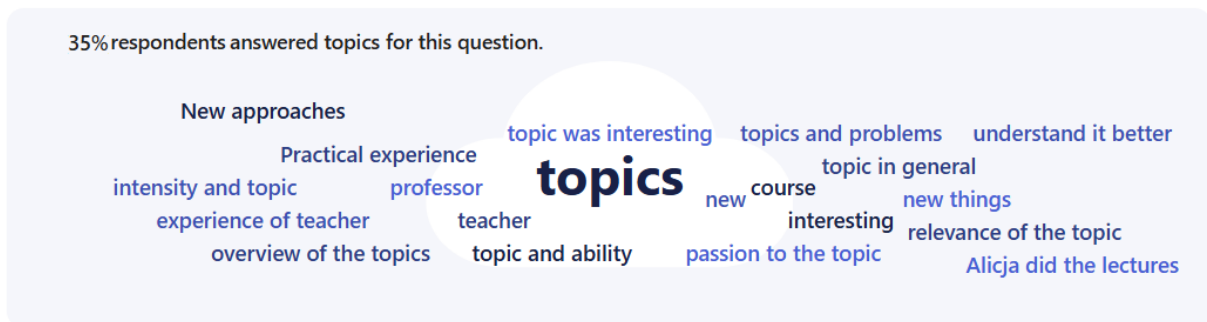 35% respondents answered topics for this question.
New approaches
topic was interesting topics and problems understand it better
Practical experience topics topic in general
intensity and topic professor new course new things
experience of teacher teacher interesting relevance of the topic
overview of the topics topic and ability passion to the topic Alicja did the lectures